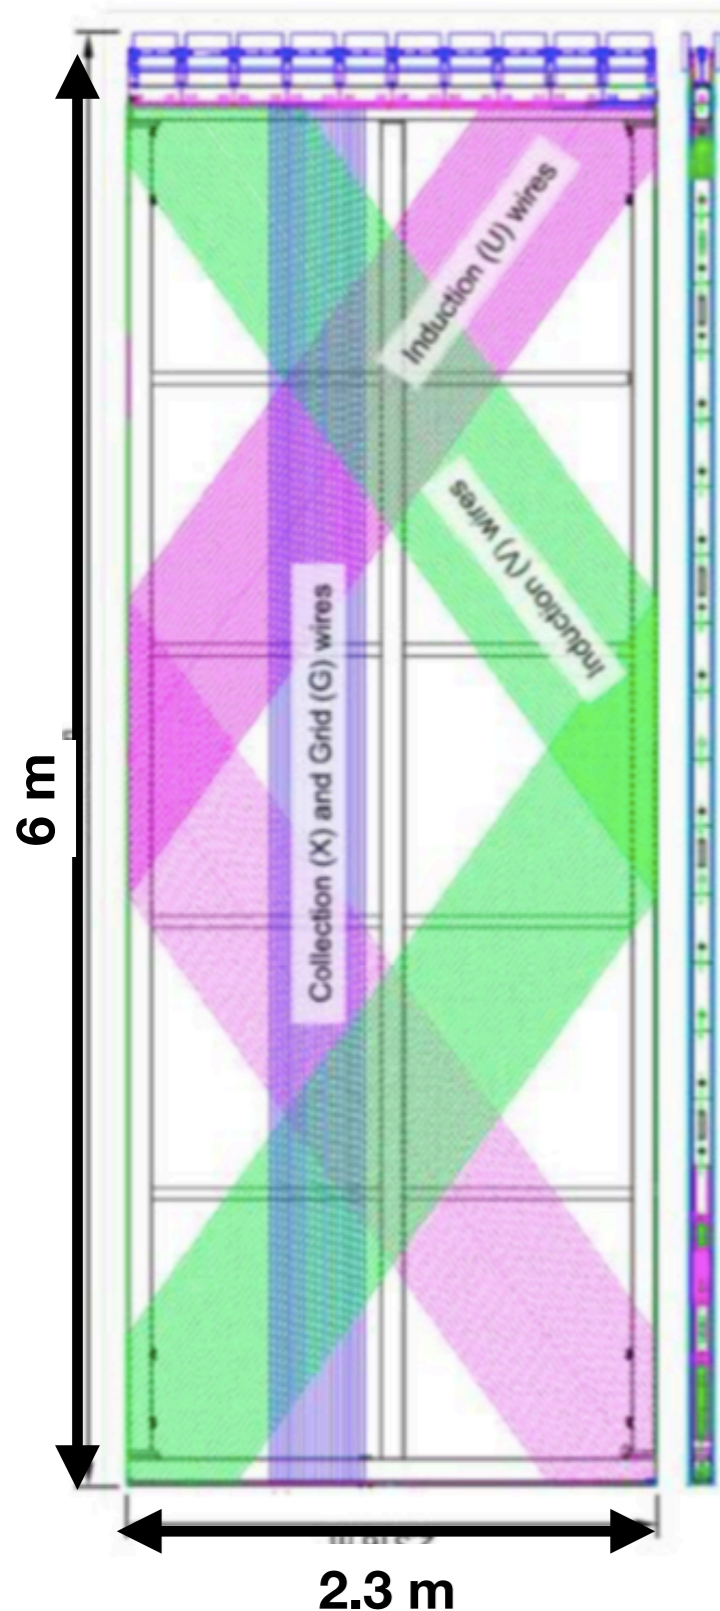 Induction (U) wires
Induction (V) wires
Collection (X) and Grid (G) wires
6 m
2.3 m